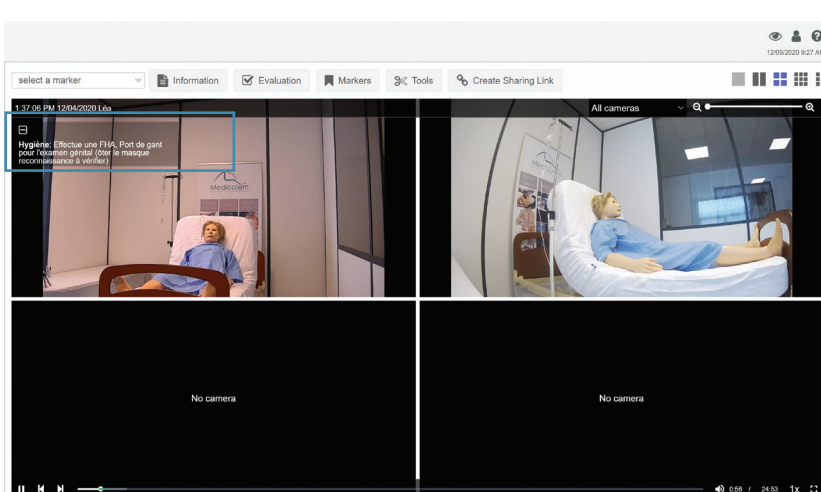 12/09/2020 9:27 AM
select a marker
Information
Evaluation
Markers
Tools
Create Sharing Link
1:37:06 PM 12/04/2020 Léa
All cameras
Hygiène: Effectue une FHA, Port de gant
pour l'examen génital (ôter le masque
reconnaissance à vérifier)
Medicalem
No camera
No camera
0:56 / 24:53 1x